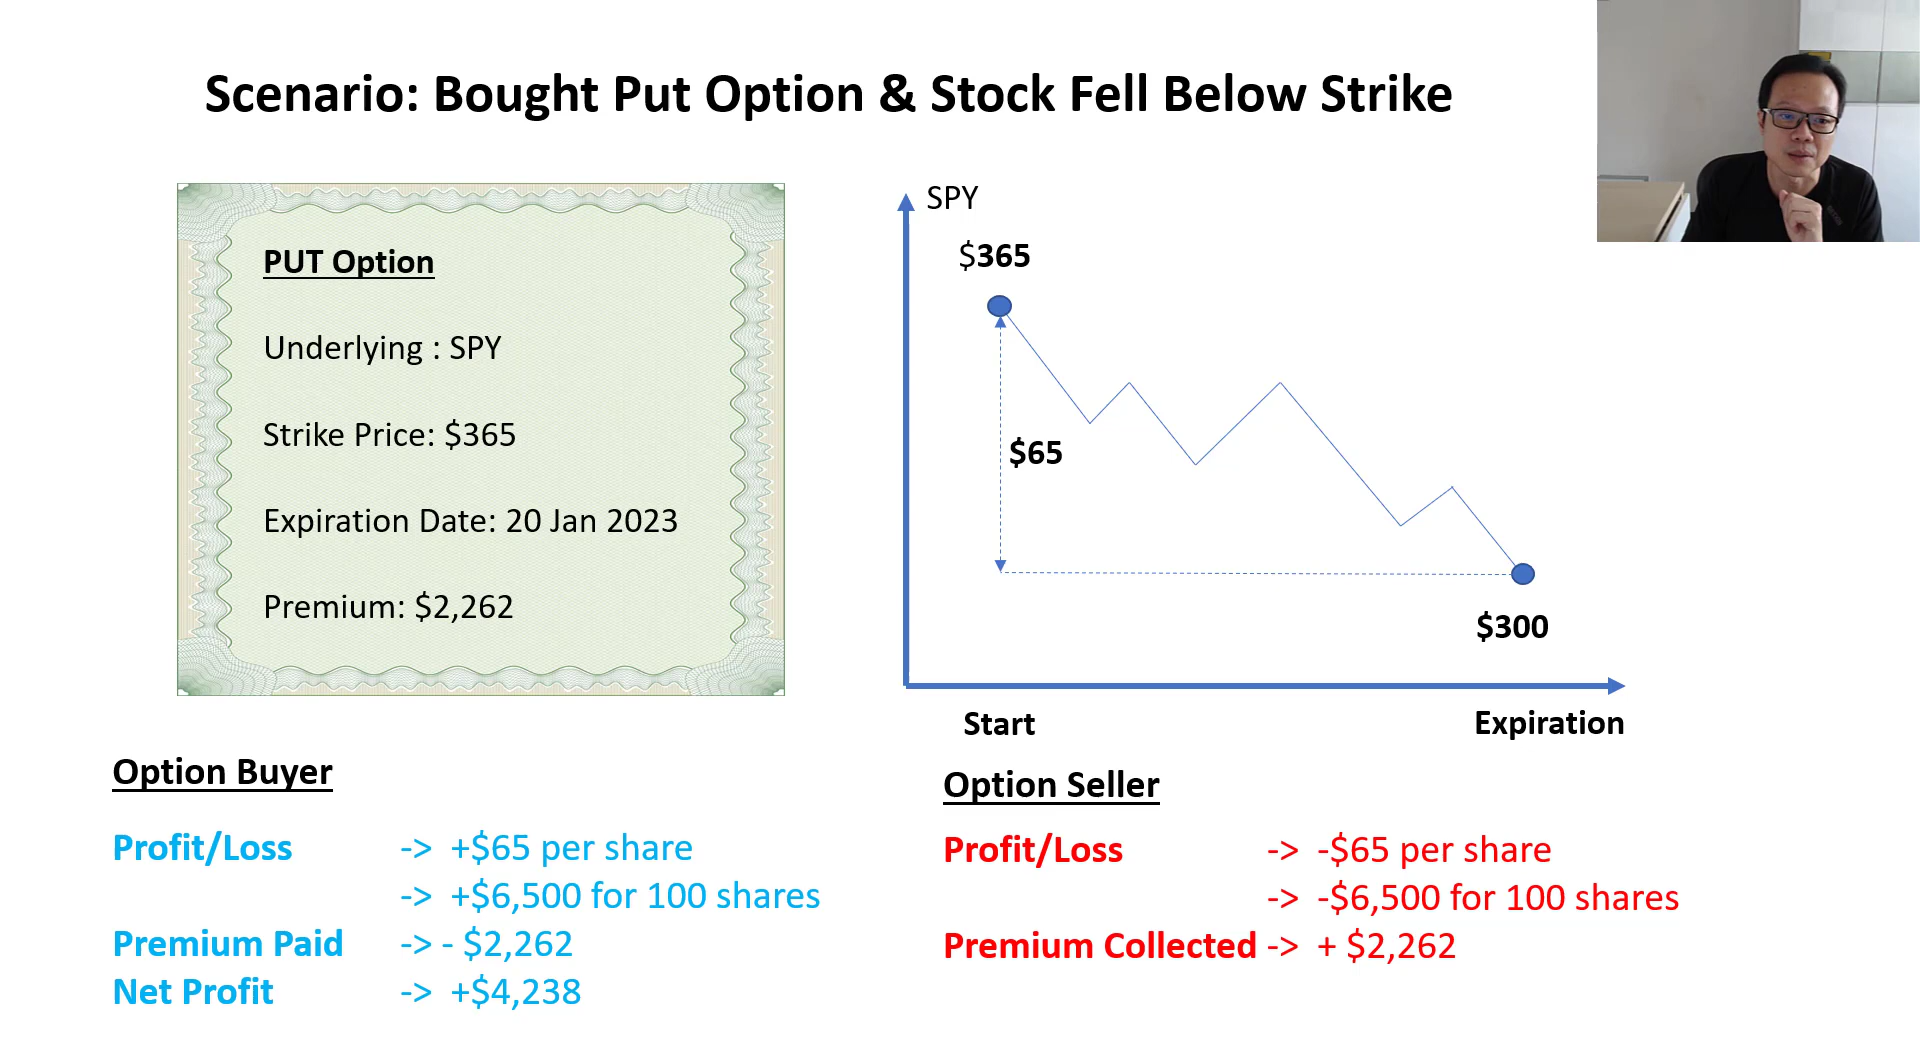 Scenario: Bought Put Option & Stock Fell Below Strike
PUT Option
Underlying : SPY
Strike Price: $365
Expiration Date: 20 Jan 2023
Premium: $2,262
SPY
$365
$65
$300
Start
Expiration
Option Buyer
Profit/Loss -> +$65 per share
-> +$6,500 for 100 shares
Premium Paid -> - $2,262
Net Profit -> +$4,238
Option Seller
Profit/Loss -> -$65 per share
-> -$6,500 for 100 shares
Premium Collected -> + $2,262